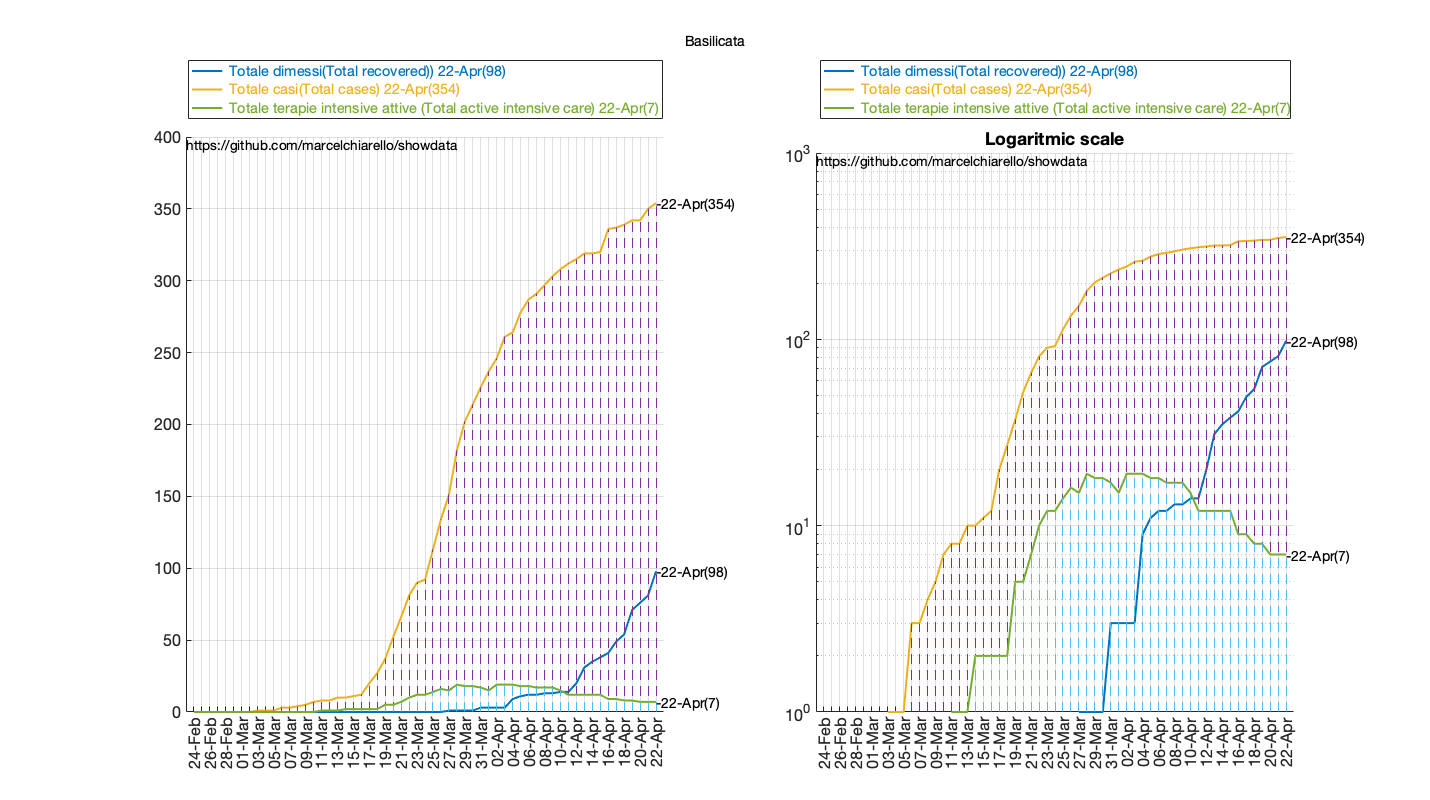 Basilicata
Totale dimessi(Total recovered)) 22-Apr(98)
Totale casi(Total cases) 22-Apr(354)
Totale terapie intensive attive (Total active intensive care) 22-Apr(7)
400
350
300
250
200
150
100
50
0
https://github.com/marcelchiarello/showdata
22-Apr(354)
22-Apr(98)
22-Apr(7)
24-Feb
26-Feb
28-Feb
01-Mar
03-Mar
05-Mar
07-Mar
09-Mar
11-Mar
13-Mar
15-Mar
17-Mar
19-Mar
21-Mar
23-Mar
25-Mar
27-Mar
29-Mar
31-Mar
02-Apr
04-Apr
06-Apr
08-Apr
10-Apr
12-Apr
14-Apr
16-Apr
18-Apr
20-Apr
22-Apr
Totale dimessi(Total recovered)) 22-Apr(98)
Totale casi(Total cases) 22-Apr(354)
Totale terapie intensive attive (Total active intensive care) 22-Apr(7)
Logaritmic scale
10^3
10^2
10^1
10^0
https://github.com/marcelchiarello/showdata
22-Apr(354)
22-Apr(98)
22-Apr(7)
24-Feb
26-Feb
28-Feb
01-Mar
03-Mar
05-Mar
07-Mar
09-Mar
11-Mar
13-Mar
15-Mar
17-Mar
19-Mar
21-Mar
23-Mar
25-Mar
27-Mar
29-Mar
31-Mar
02-Apr
04-Apr
06-Apr
08-Apr
10-Apr
12-Apr
14-Apr
16-Apr
18-Apr
20-Apr
22-Apr